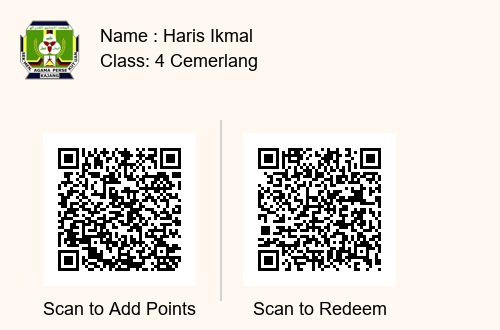 AGAMA PERSE
KAJANG
Name : Haris Ikmal
Class: 4 Cemerlang
Scan to Add Points
Scan to Redeem